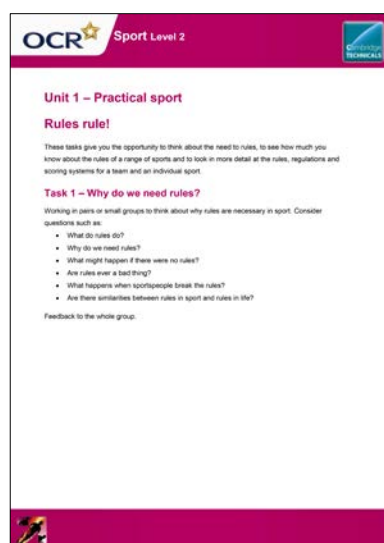 OCR
Sport Level 2
Cambridge
TECHNICALS
Unit 1 – Practical sport
Rules rule!
These tasks give you the opportunity to think about the need to rules, to see how much you
know about the rules of a range of sports and to look in more detail at the rules, regulations and
scoring systems for a team and an individual sport.
Task 1 – Why do we need rules?
Working in pairs or small groups to think about why rules are necessary in sport. Consider
questions such as:
• What do rules do?
• Why do we need rules?
• What might happen if there were no rules?
• Are rules ever a bad thing?
• What happens when sportspeople break the rules?
• Are there similarities between rules in sport and rules in life?
Feedback to the whole group.